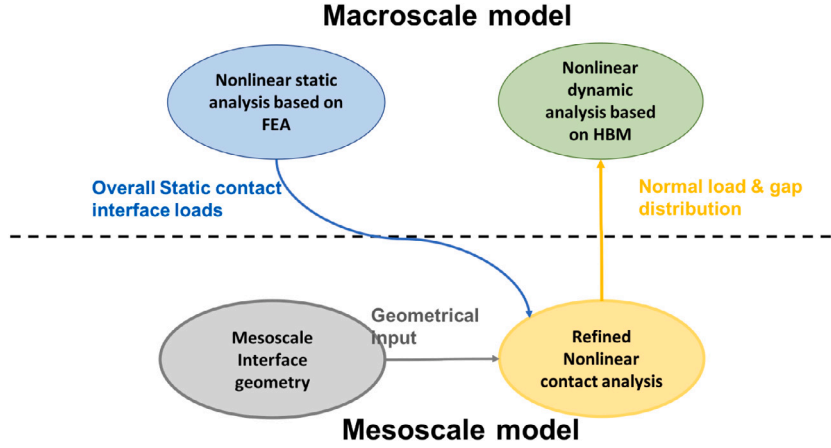 Macroscale model
Nonlinear static
analysis based on
FEA
Nonlinear
dynamic
analysis based
on HBM
Overall Static contact
interface loads
Normal load & gap
distribution
Mesoscale
Interface
geometry
Geometrical
input
Refined
Nonlinear
contact analysis
Mesoscale model